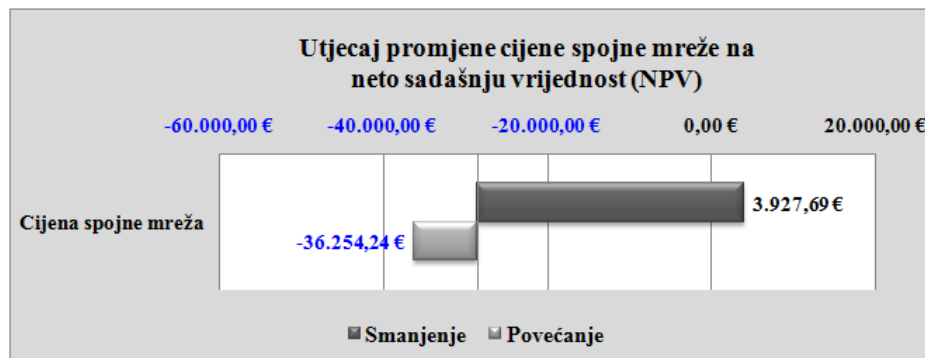 Utjecaj promjene cijene spojne mreže na
neto sadašnju vrijednost (NPV)
-60.000,00 € -40.000,00 € -20.000,00 € 0,00 € 20.000,00 €
3.927,69 €
Cijena spojne mreža
-36.254,24 €
Smanjenje Povećanje